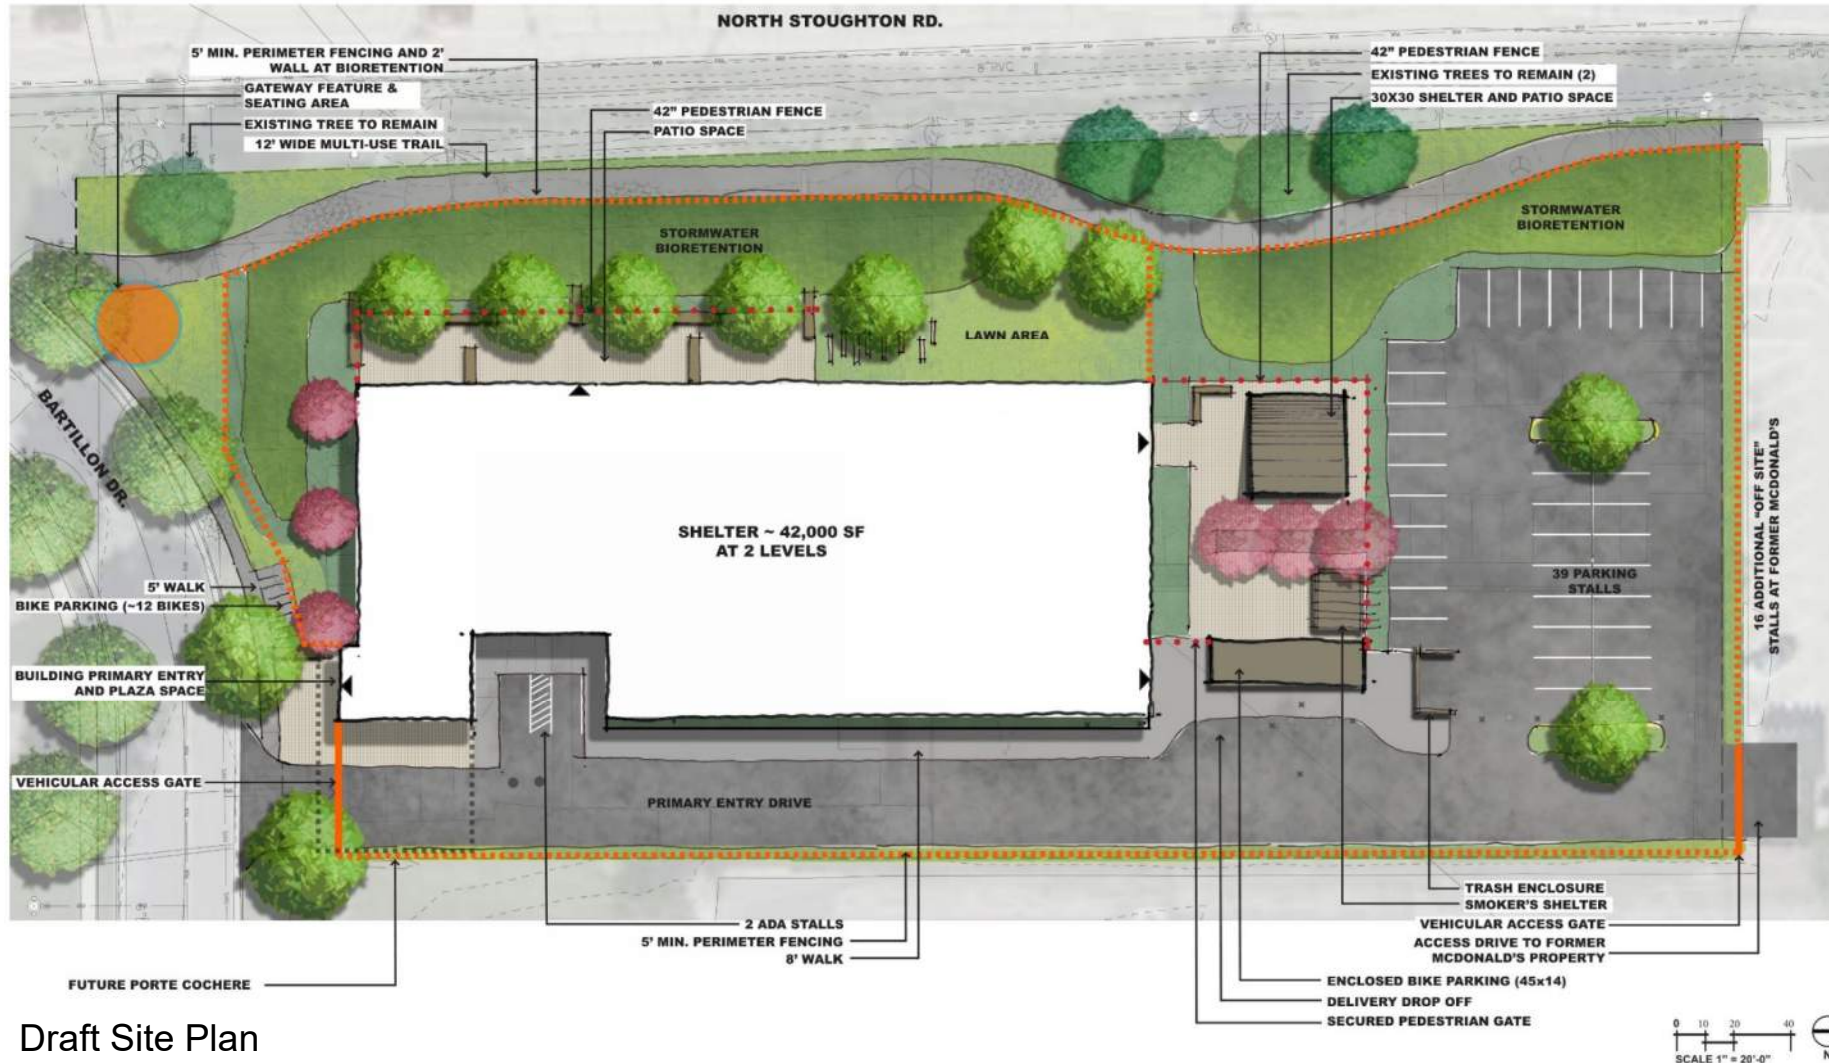 NORTH STOUGHTON RD.
5' MIN. PERIMETER FENCING AND 2'
WALL AT BIORETENTION
GATEWAY FEATURE &
SEATING AREA
EXISTING TREE TO REMAIN
12' WIDE MULTI-USE TRAIL
42" PEDESTRIAN FENCE
PATIO SPACE
42" PEDESTRIAN FENCE
EXISTING TREES TO REMAIN (2)
30X30 SHELTER AND PATIO SPACE
STORMWATER
BIORETENTION
STORMWATER
BIORETENTION
LAWN AREA
BARTILLON DR.
SHELTER ~ 42,000 SF
AT 2 LEVELS
39 PARKING
STALLS
16 ADDITIONAL "OFF SITE"
STALLS AT FORMER MCDONALD'S
5' WALK
BIKE PARKING (~12 BIKES)
BUILDING PRIMARY ENTRY
AND PLAZA SPACE
VEHICULAR ACCESS GATE
PRIMARY ENTRY DRIVE
2 ADA STALLS
5' MIN. PERIMETER FENCING
8' WALK
FUTURE PORTE COCHERE
TRASH ENCLOSURE
SMOKER'S SHELTER
VEHICULAR ACCESS GATE
ACCESS DRIVE TO FORMER
MCDONALD'S PROPERTY
ENCLOSED BIKE PARKING (45x14)
DELIVERY DROP OFF
SECURED PEDESTRIAN GATE
Draft Site Plan
0 10 20 40
SCALE 1" = 20'-0"
N